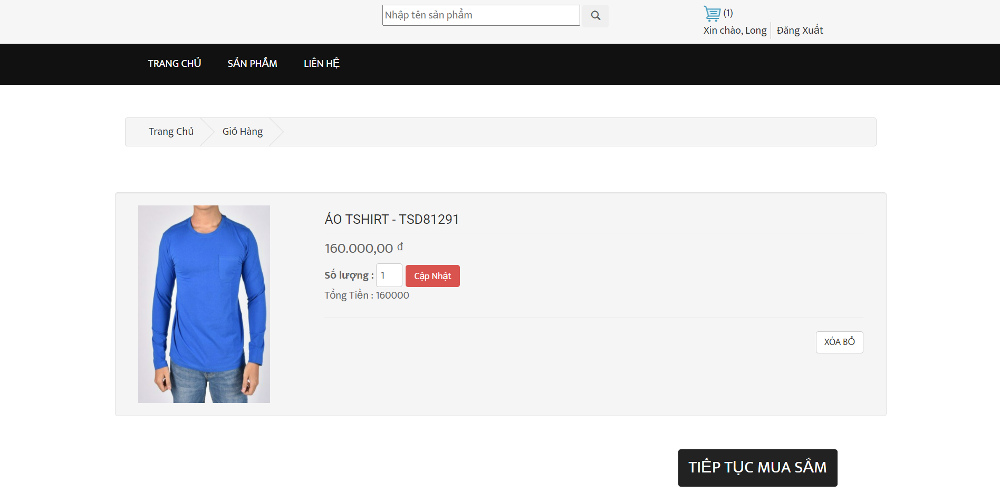 Nhập tên sản phẩm
(1)
Xin chào, Long
Đăng Xuất
TRANG CHỦ
SẢN PHẨM
LIÊN HỆ
Trang Chủ
Giỏ Hàng
ÁO TSHIRT - TSD81291
160.000,00 ₫
Số lượng : 1 Cập Nhật
Tổng Tiền : 160000
XÓA BỎ
TIẾP TỤC MUA SẮM